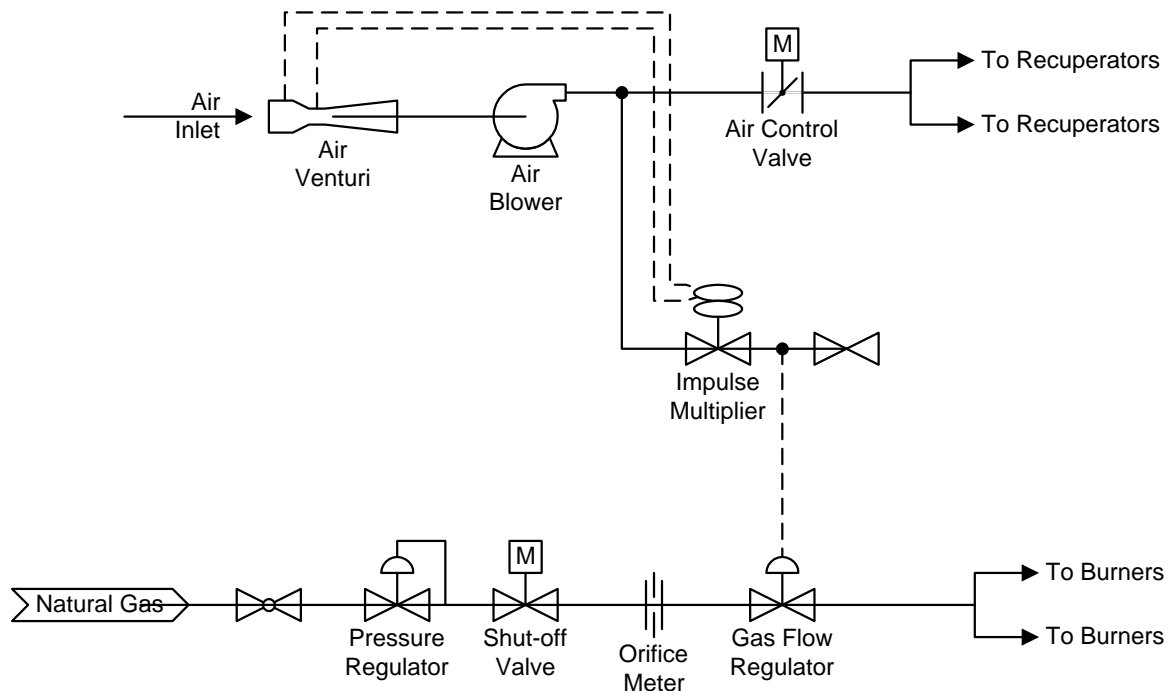 M
To Recuperators
Air
Inlet
To Recuperators
Air
Venturi
Air
Blower
Air Control
Valve
Impulse
Multiplier
M
Natural Gas
To Burners
To Burners
Pressure
Regulator
Shut-off
Valve
Orifice
Meter
Gas Flow
Regulator